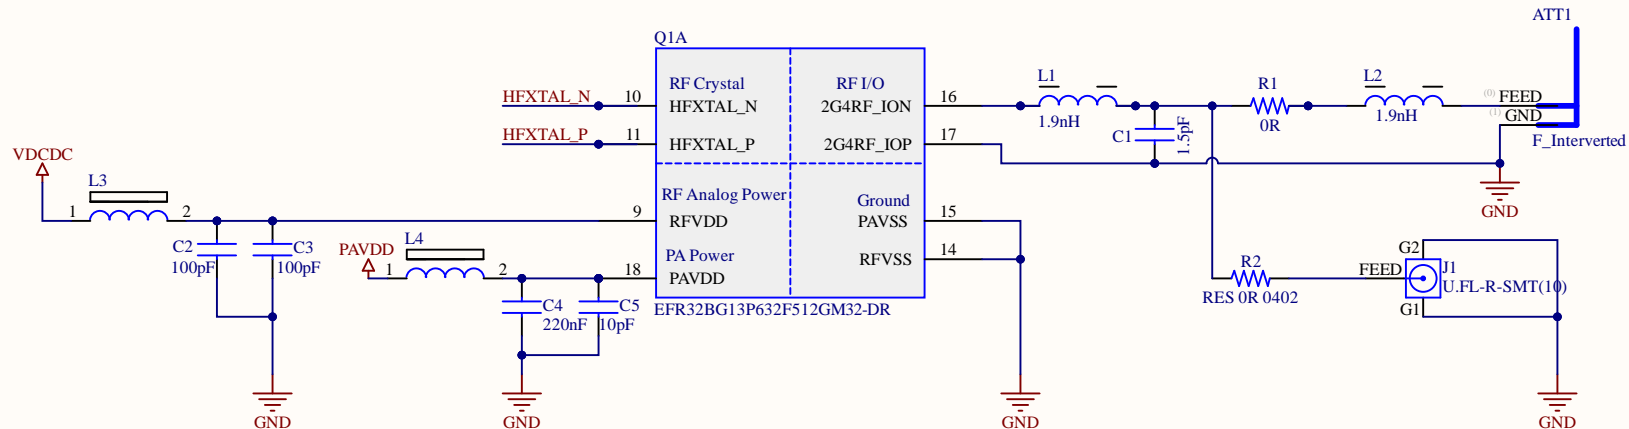 ATT1
Q1A
RF Crystal
RF I/O
L1
R1
L2
HFXTAL_N
10
HFXTAL_N
2G4RF_ION
16
1.9nH
0R
1.9nH
(0)
FEED
(1)
GND
C1
1.5pF
HFXTAL_P
11
HFXTAL_P
2G4RF_IOP
17
F_Interverted
VDCDC
L3
1
2
RF Analog Power
Ground
9
RFVDD
PAVSS
15
GND
C2
100pF
C3
100pF
PAVDD
L4
1
2
PA Power
18
PAVDD
RFVSS
14
G2
R2
FEED
J1
RES 0R 0402
U.FL-R-SMT(10)
G1
C4
220nF
C5
10pF
EFR32BG13P632F512GM32-DR
GND
GND
GND
GND